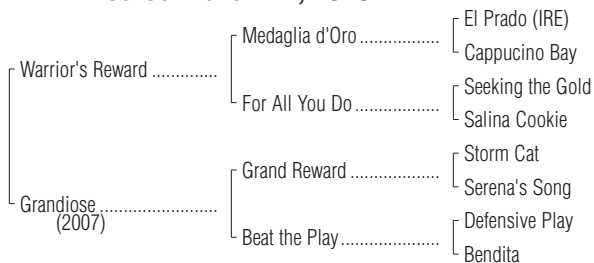 Medaglia d'Oro ..................
El Prado (IRE)
Cappucino Bay
Warrior's Reward ..............
For All You Do ..................
Seeking the Gold
Salina Cookie
Grand Reward ...................
Storm Cat
Serena's Song
Grandiose .........................
(2007)
Beat the Play.....................
Defensive Play
Bendita